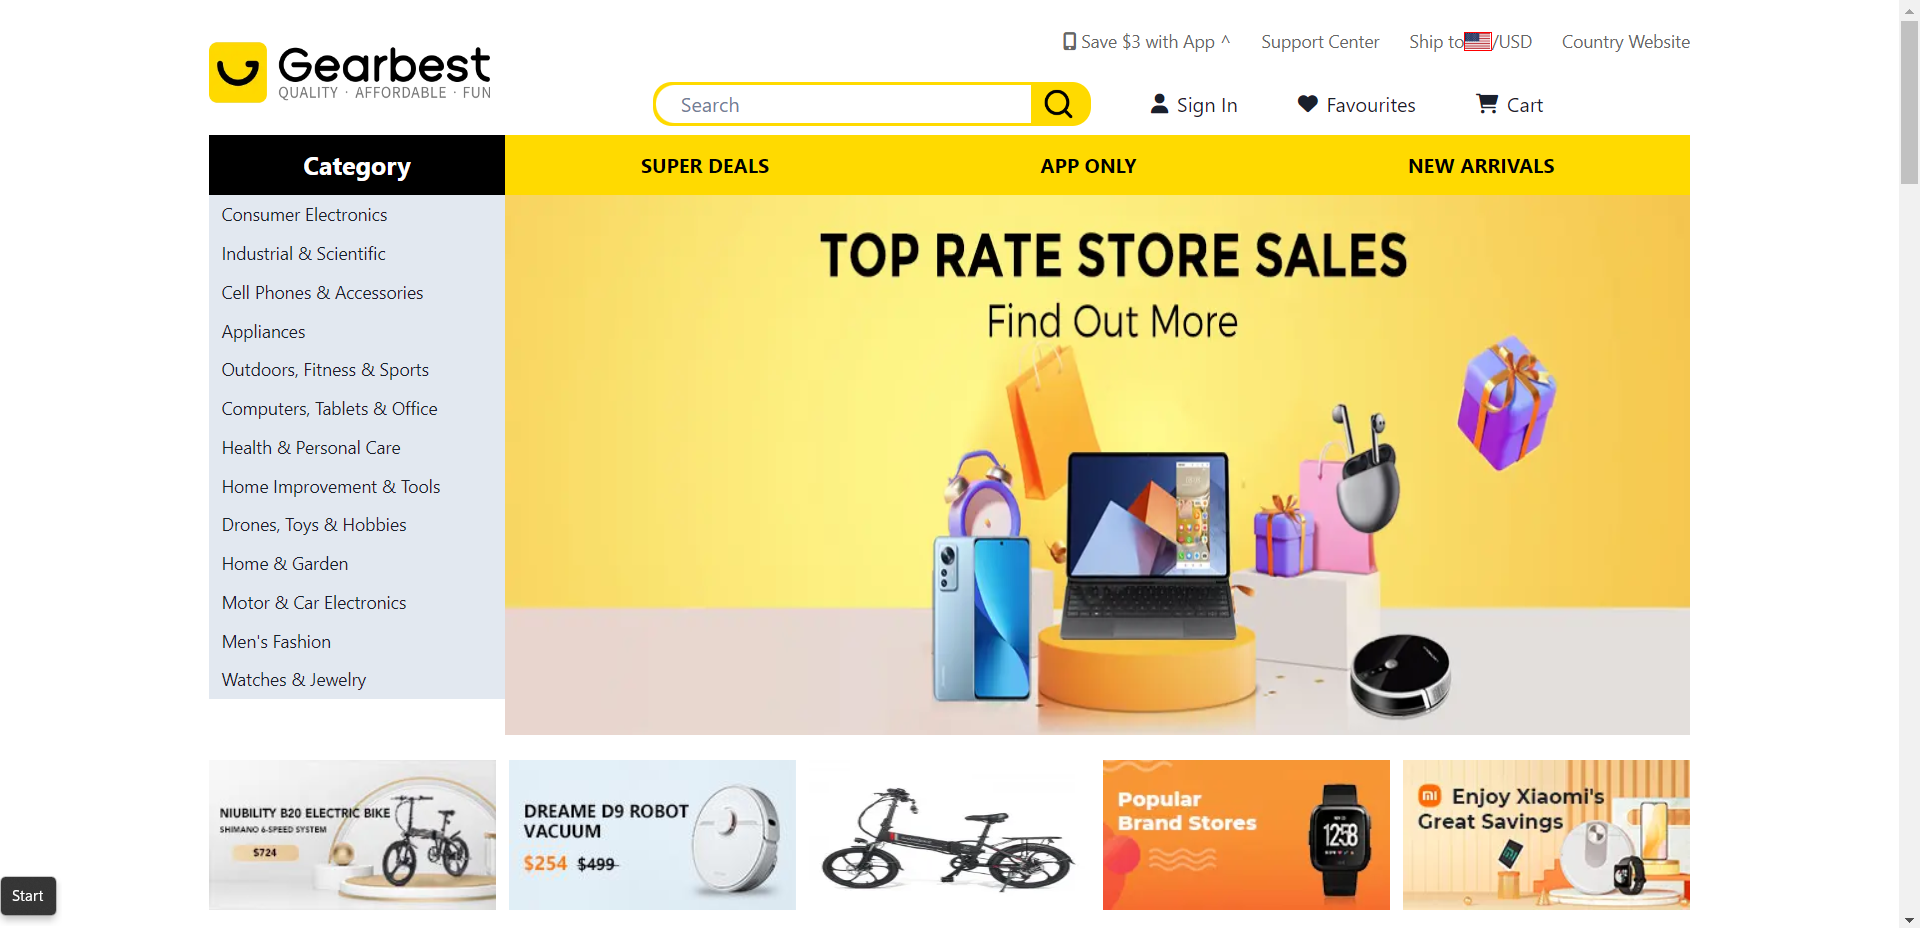 Save $3 with App ^
Support Center
Ship to /USD
Country Website
Gearbest
QUALITY · AFFORDABLE · FUN
Search
Sign In
Favourites
Cart
Category
SUPER DEALS
APP ONLY
NEW ARRIVALS
Consumer Electronics
Industrial & Scientific
Cell Phones & Accessories
Appliances
Outdoors, Fitness & Sports
Computers, Tablets & Office
Health & Personal Care
Home Improvement & Tools
Drones, Toys & Hobbies
Home & Garden
Motor & Car Electronics
Men's Fashion
Watches & Jewelry
TOP RATE STORE SALES
Find Out More
NIUBILITY B20 ELECTRIC BIKE
SHIMANO 6-SPEED SYSTEM
$724
DREAME D9 ROBOT
VACUUM
$254 $499
Popular
Brand Stores
12:58
mi Enjoy Xiaomi's
Great Savings
Start